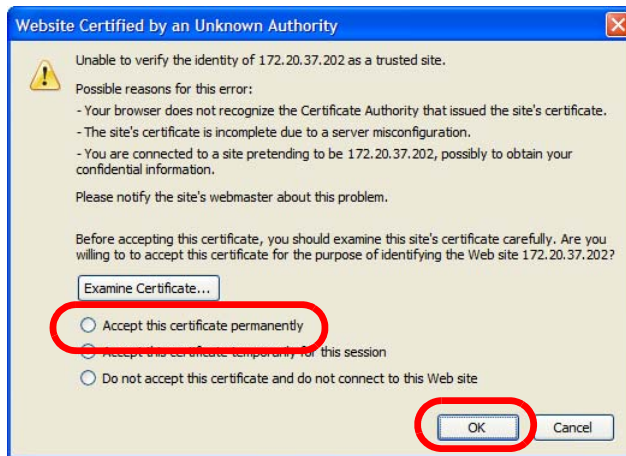 Website Certified by an Unknown Authority
Unable to verify the identity of 172.20.37.202 as a trusted site.
Possible reasons for this error:
- Your browser does not recognize the Certificate Authority that issued the site's certificate.
- The site's certificate is incomplete due to a server misconfiguration.
- You are connected to a site pretending to be 172.20.37.202, possibly to obtain your
confidential information.
Please notify the site's webmaster about this problem.
Before accepting this certificate, you should examine this site's certificate carefully. Are you
willing to to accept this certificate for the purpose of identifying the Web site 172.20.37.202?
Examine Certificate...
Accept this certificate permanently
Accept this certificate temporarily for this session
Do not accept this certificate and do not connect to this Web site
OK
Cancel